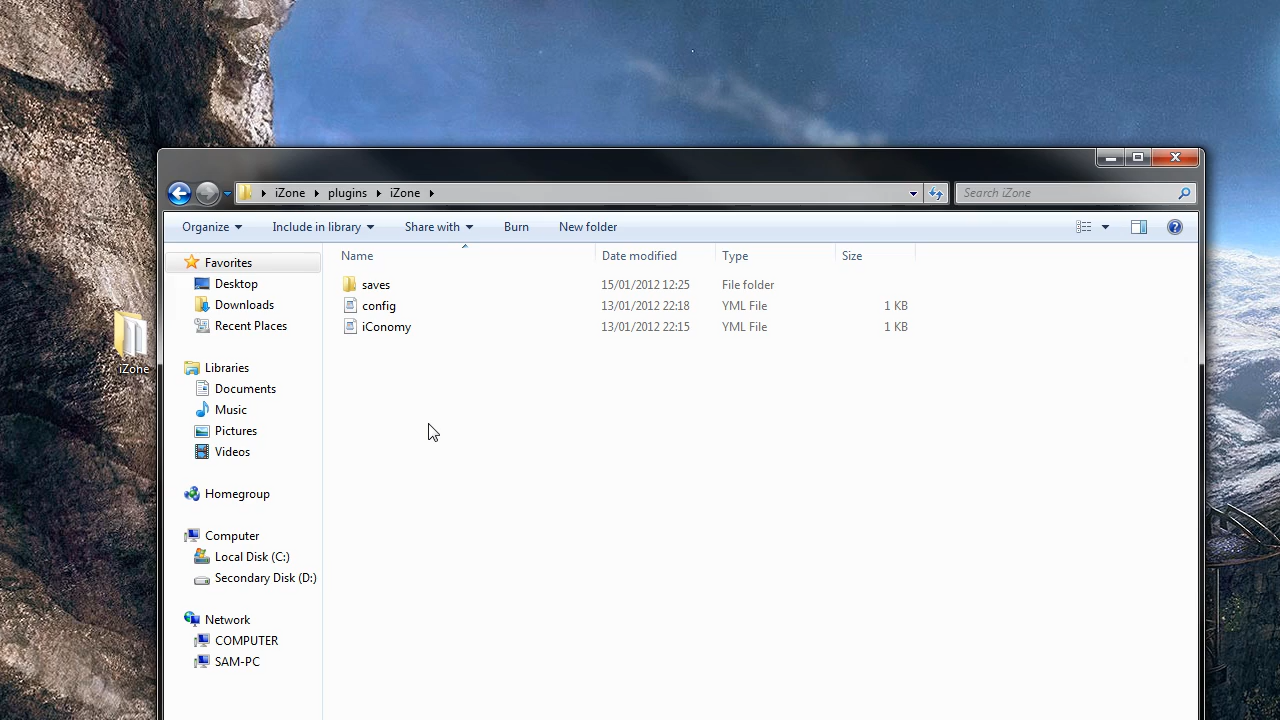 iZone plugins iZone
Search iZone
Organize Include in library Share with Burn New folder
Name Date modified Type Size
saves 15/01/2012 12:25 File folder
config 13/01/2012 22:18 YML File 1 KB
iConomy 13/01/2012 22:15 YML File 1 KB
Favorites
Desktop
Downloads
Recent Places
Libraries
Documents
Music
Pictures
Videos
Homegroup
Computer
Local Disk (C:)
Secondary Disk (D:)
Network
COMPUTER
SAM-PC
iZone